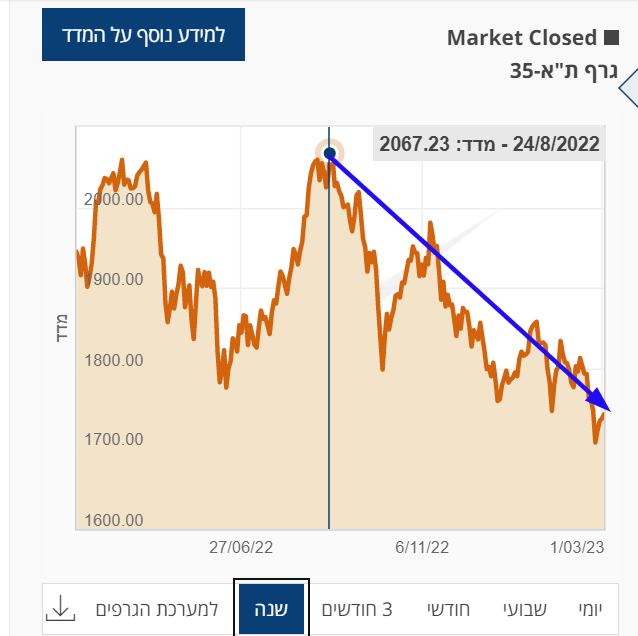 למידע נוסף על המדד
Market Closed
גרף ת"א-35
24/8/2022 - מדד: 2067.23
2000.00
1900.00
1800.00
1700.00
1600.00
מדד
27/06/22
6/11/22
1/03/23
יומי
שבועי
חודשי
3 חודשים
שנה
למערכת הגרפים